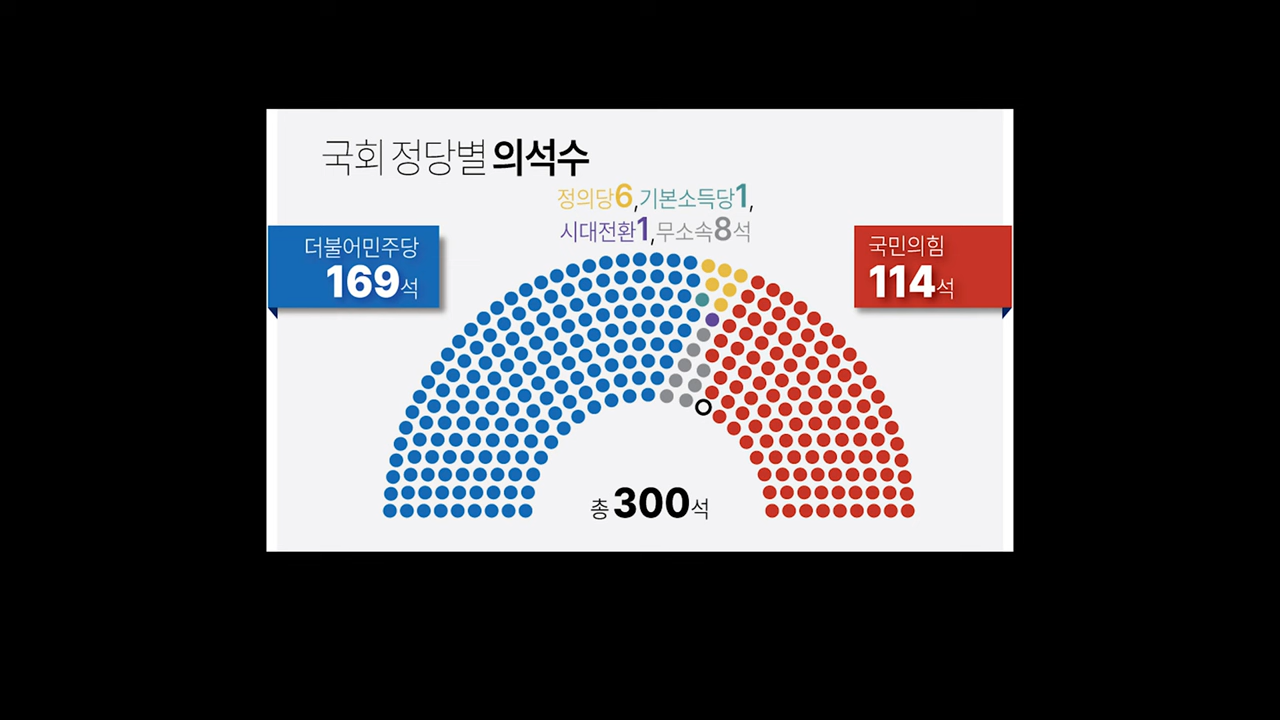 국회 정당별 의석수
정의당6,기본소득당1,
시대전환1,무소속8석
더불어민주당
169석
국민의힘
114석
총300석